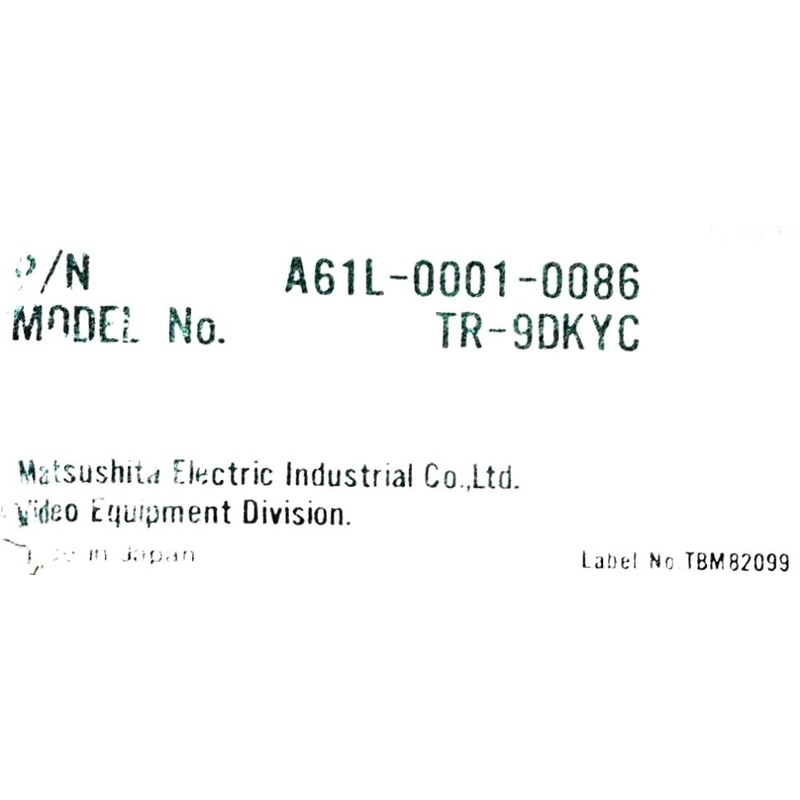 P/N A61L-0001-0086
MODEL No. TR-9DKYC
Matsushita Electric Industrial Co.,Ltd.
Video Equipment Division.
in Japan
Label No.TBM82099